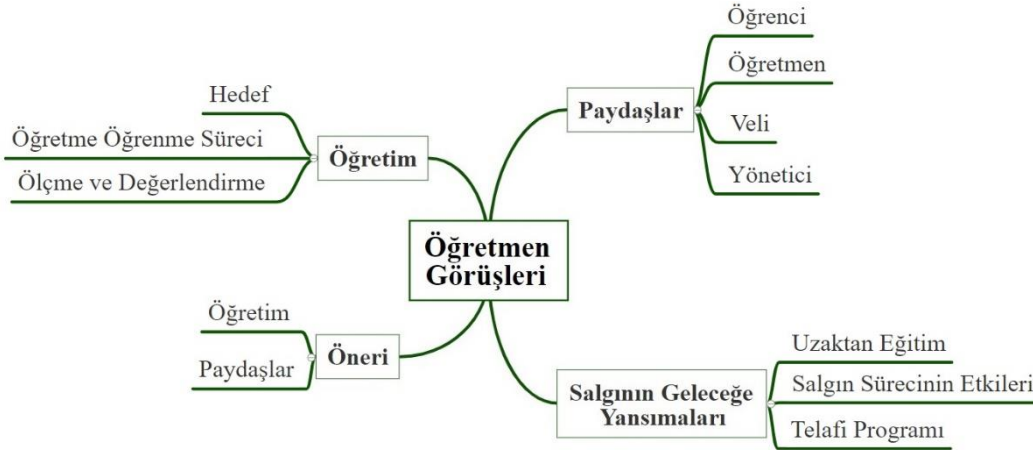 Öğretmen
Görüşleri
Paydaşlar
Öğrenci
Öğretmen
Veli
Yönetici
Salgının Geleceğe
Yansımaları
Uzaktan Eğitim
Salgın Sürecinin Etkileri
Telafi Programı
Öğretim
Hedef
Öğretme Öğrenme Süreci
Ölçme ve Değerlendirme
Öneri
Öğretim
Paydaşlar